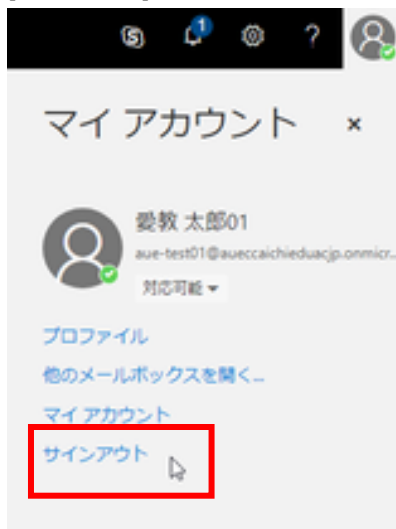 1
?
マイ アカウント ×
愛教 太郎01
aue-test01@aueccaichieduacjp.onmicr...
対応可能
プロファイル
他のメールボックスを開く...
マイ アカウント
サインアウト